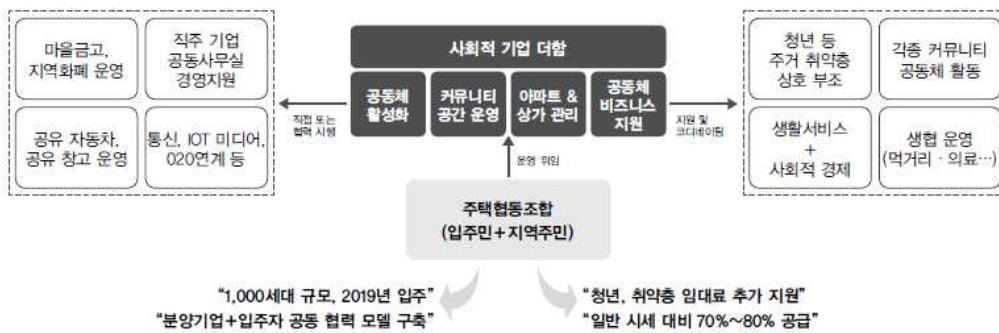 사회적 기업 더함
마을금고,
지역화폐 운영
직주 기업
공동사무실
경영지원
공유 자동차,
공유 창고 운영
통신, IOT 미디어,
O2O연계 등
직접 또는
협력 시행
공동체
활성화
커뮤니티
공간 운영
아파트 &
상가 관리
공동체
비즈니스
지원
지원 및
코디네이팅
청년 등
주거 취약층
상호 부조
각종 커뮤니티
공동체 활동
생활서비스
+
사회적 경제
생협 운영
(먹거리 · 의료…)
운영 위임
주택협동조합
(입주민+지역주민)
“1,000세대 규모, 2019년 입주”
“분양기업+입주자 공동 협력 모델 구축”
“청년, 취약층 임대료 추가 지원”
“일반 시세 대비 70%~80% 공급”